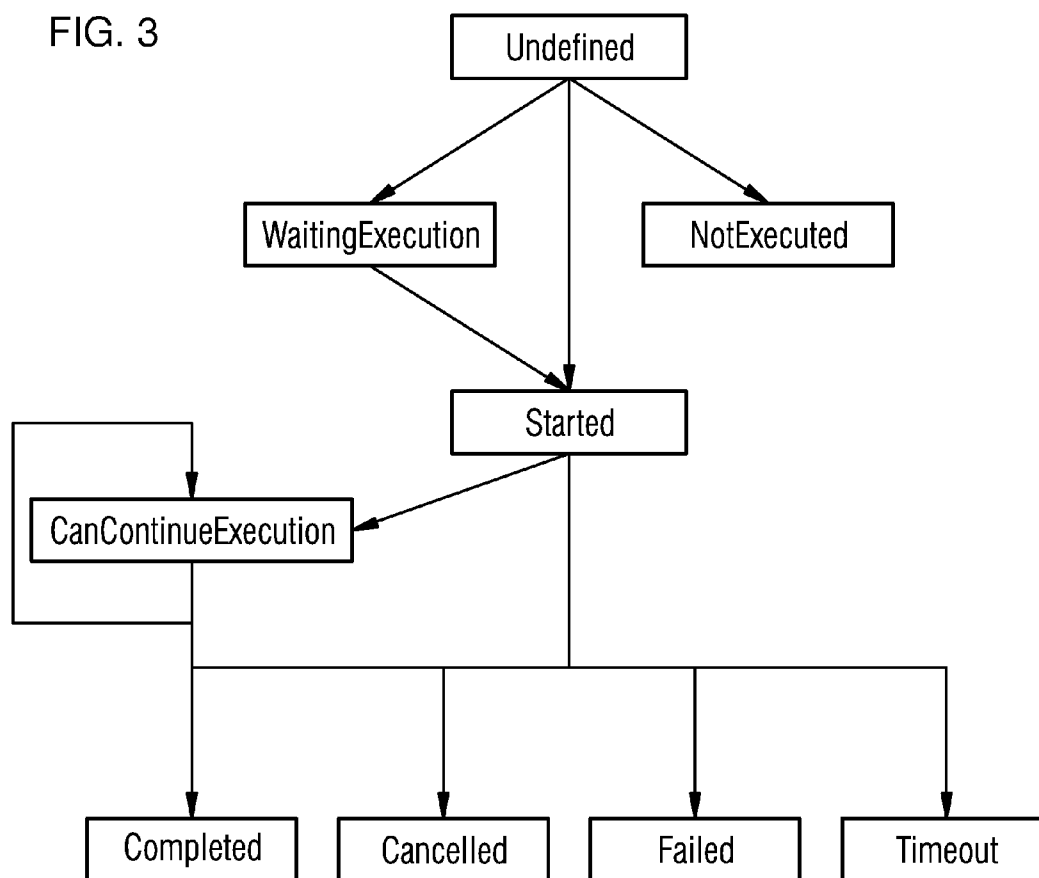 FIG. 3
Undefined
WaitingExecution
NotExecuted
Started
CanContinueExecution
Completed
Cancelled
Failed
Timeout